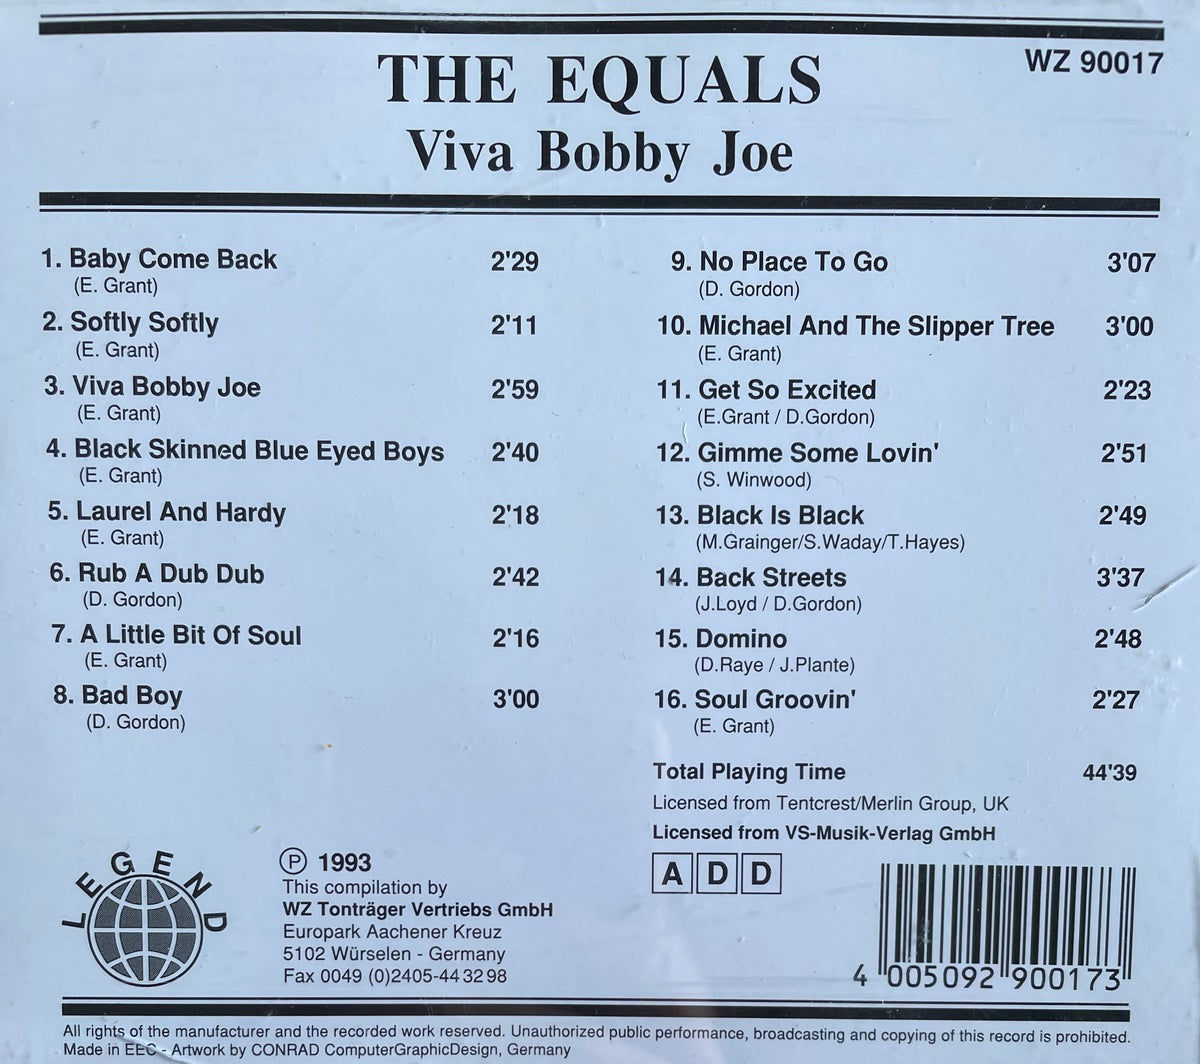 WZ 90017
THE EQUALS
Viva Bobby Joe
1. Baby Come Back 2'29
(E. Grant)
2. Softly Softly 2'11
(E. Grant)
3. Viva Bobby Joe 2'59
(E. Grant)
4. Black Skinned Blue Eyed Boys 2'40
(E. Grant)
5. Laurel And Hardy 2'18
(E. Grant)
6. Rub A Dub Dub 2'42
(D. Gordon)
7. A Little Bit Of Soul 2'16
(E. Grant)
8. Bad Boy 3'00
(D. Gordon)
9. No Place To Go 3'07
(D. Gordon)
10. Michael And The Slipper Tree 3'00
(E. Grant)
11. Get So Excited 2'23
(E.Grant / D.Gordon)
12. Gimme Some Lovin' 2'51
(S. Winwood)
13. Black Is Black 2'49
(M.Grainger/S.Waday/T.Hayes)
14. Back Streets 3'37
(J.Loyd / D.Gordon)
15. Domino 2'48
(D.Raye / J.Plante)
16. Soul Groovin' 2'27
(E. Grant)
Total Playing Time 44'39
Licensed from Tentcrest/Merlin Group, UK
Licensed from VS-Musik-Verlag GmbH
A D D
LEGEND
Ⓟ 1993
This compilation by
WZ Tonträger Vertriebs GmbH
Europark Aachener Kreuz
5102 Würselen - Germany
Fax 0049 (0)2405-44 32 98
4 005092 900173
All rights of the manufacturer and the recorded work reserved. Unauthorized public performance, broadcasting and copying of this record is prohibited.
Made in EEC - Artwork by CONRAD ComputerGraphicDesign, Germany